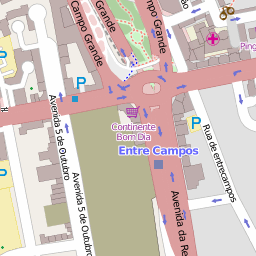 Campo Grande
Campo Grande
Campo Grande
Ping
P
P
P
Avenida 5 de Outubro
Avenida 5 de Outubro
Continente
Bom Dia
Entre Campos
Rua de entrecampos
Avenida da Re